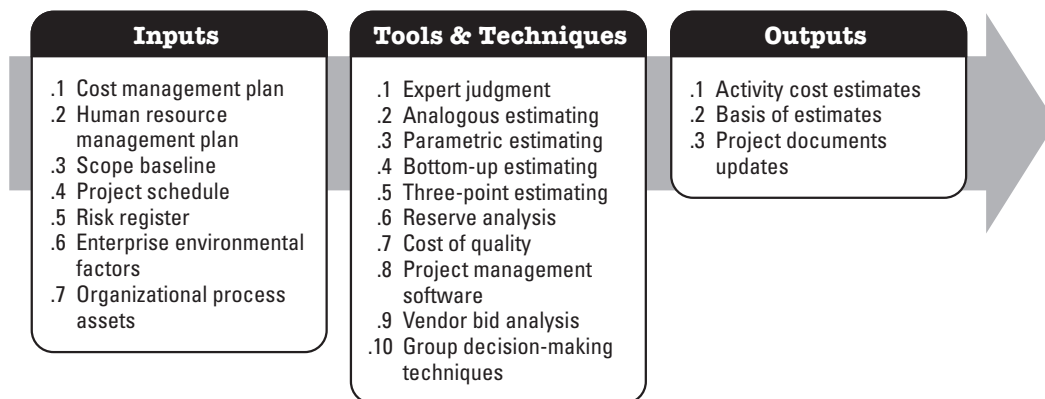 Inputs
.1 Cost management plan
.2 Human resource
management plan
.3 Scope baseline
.4 Project schedule
.5 Risk register
.6 Enterprise environmental
factors
.7 Organizational process
assets
Tools & Techniques
.1 Expert judgment
.2 Analogous estimating
.3 Parametric estimating
.4 Bottom-up estimating
.5 Three-point estimating
.6 Reserve analysis
.7 Cost of quality
.8 Project management
software
.9 Vendor bid analysis
.10 Group decision-making
techniques
Outputs
.1 Activity cost estimates
.2 Basis of estimates
.3 Project documents
updates